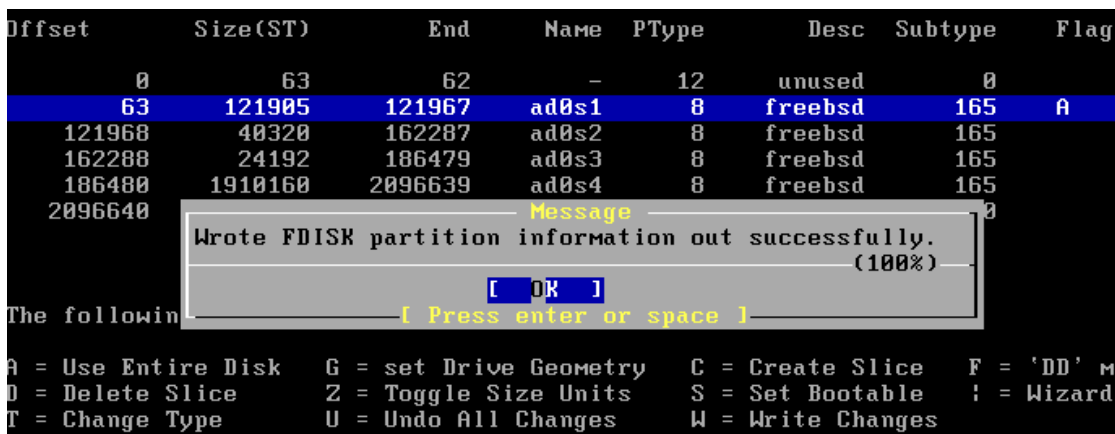 Offset Size(ST) End Name PType Desc Subtype Flag
0 63 62 - 12 unused 0
63 121905 121967 ad0s1 8 freebsd 165 A
121968 40320 162287 ad0s2 8 freebsd 165
162288 24192 186479 ad0s3 8 freebsd 165
186480 1910160 2096639 ad0s4 8 freebsd 165
2096640 0
Message
Wrote FDISK partition information out successfully.
(100%)
[ OK ]
The followin [ Press enter or space ]
A = Use Entire Disk G = set Drive Geometry C = Create Slice F = `DD' m
D = Delete Slice Z = Toggle Size Units S = Set Bootable | = Wizard
T = Change Type U = Undo All Changes W = Write Changes